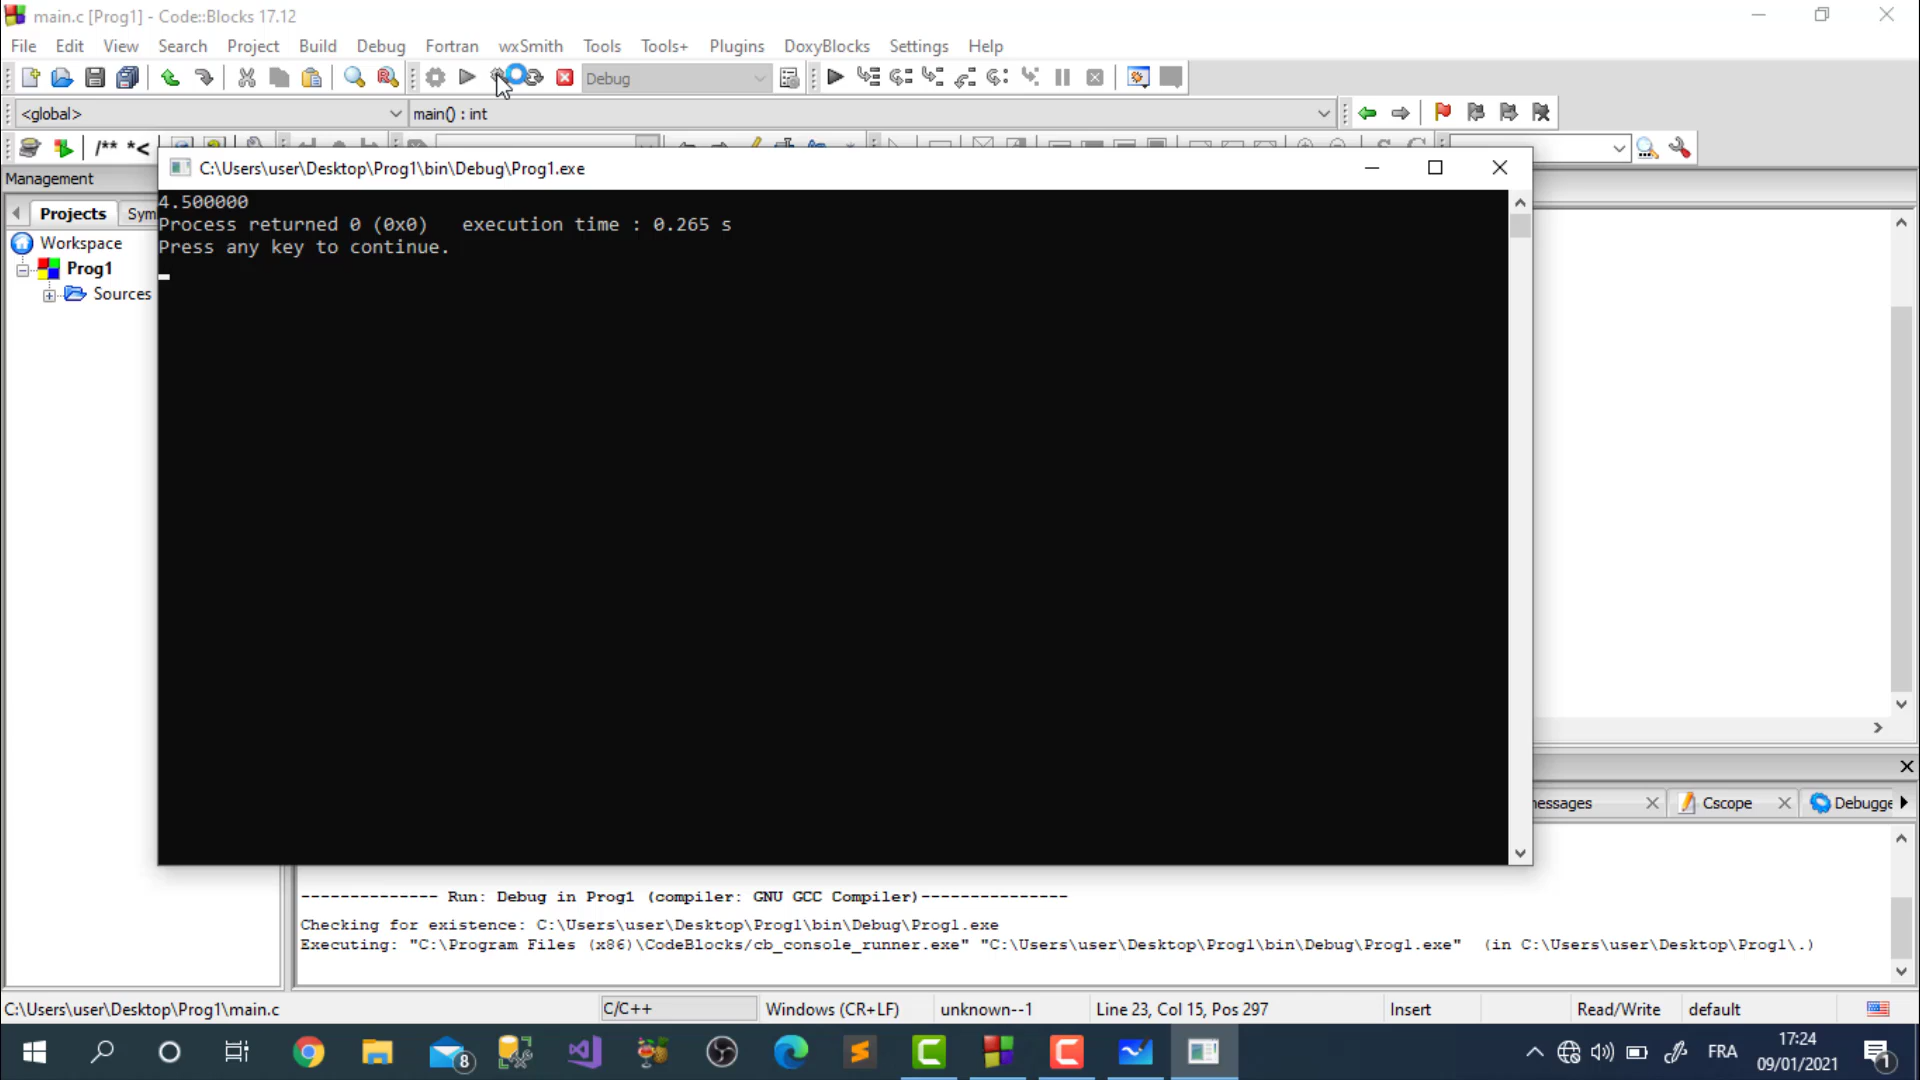 main.c [Prog1] - Code::Blocks 17.12
File Edit View Search Project Build Debug Fortran wxSmith Tools Tools+ Plugins DoxyBlocks Settings Help
Debug
<global> main() : int
/** *<
C:\Users\user\Desktop\Prog1\bin\Debug\Prog1.exe
Management
4.500000
Projects Sym
Process returned 0 (0x0)   execution time : 0.265 s
Workspace
Press any key to continue.
Prog1
Sources
essages Cscope Debugge
-------------- Run: Debug in Prog1 (compiler: GNU GCC Compiler)---------------
Checking for existence: C:\Users\user\Desktop\Prog1\bin\Debug\Prog1.exe
Executing: "C:\Program Files (x86)\CodeBlocks/cb_console_runner.exe" "C:\Users\user\Desktop\Prog1\bin\Debug\Prog1.exe"  (in C:\Users\user\Desktop\Prog1\.)
C:\Users\user\Desktop\Prog1\main.c C/C++ Windows (CR+LF) unknown--1 Line 23, Col 15, Pos 297 Insert Read/Write default
8
FRA
17:24
09/01/2021
1